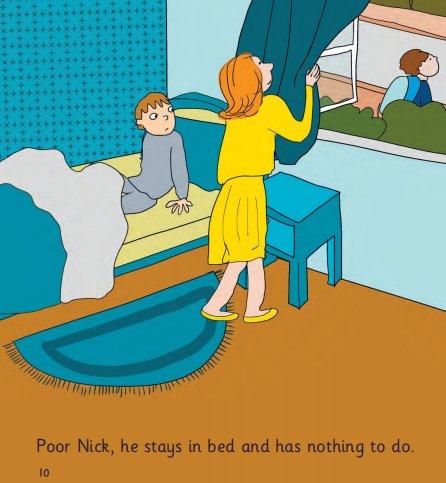 Poor Nick, he stays in bed and has nothing to do.
10